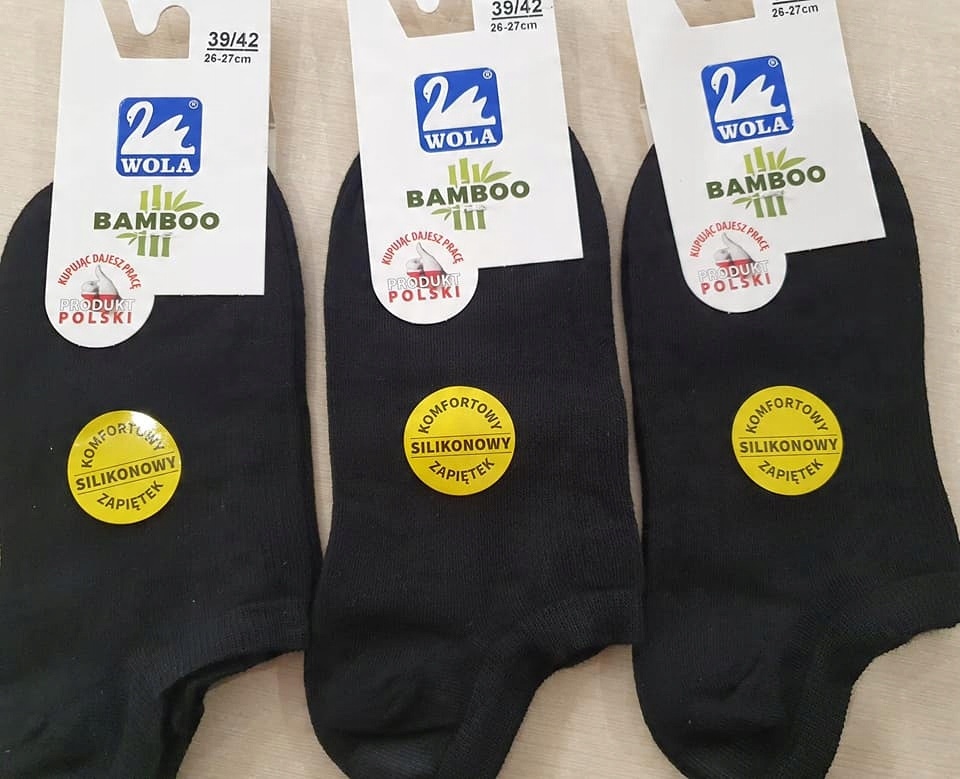 39/42
26-27cm
®
WOLA
BAMBOO
KUPUJĄC DAJESZ PRACĘ
PRODUKT
POLSKI
KOMFORTOWY
SILIKONOWY
ZAPIĘTEK
39/42
26-27cm
®
WOLA
BAMBOO
KUPUJĄC DAJESZ PRACĘ
PRODUKT
POLSKI
KOMFORTOWY
SILIKONOWY
ZAPIĘTEK
26-27cm
®
WOLA
BAMBOO
KUPUJĄC DAJESZ PRACĘ
PRODUKT
POLSKI
KOMFORTOWY
SILIKONOWY
ZAPIĘTEK